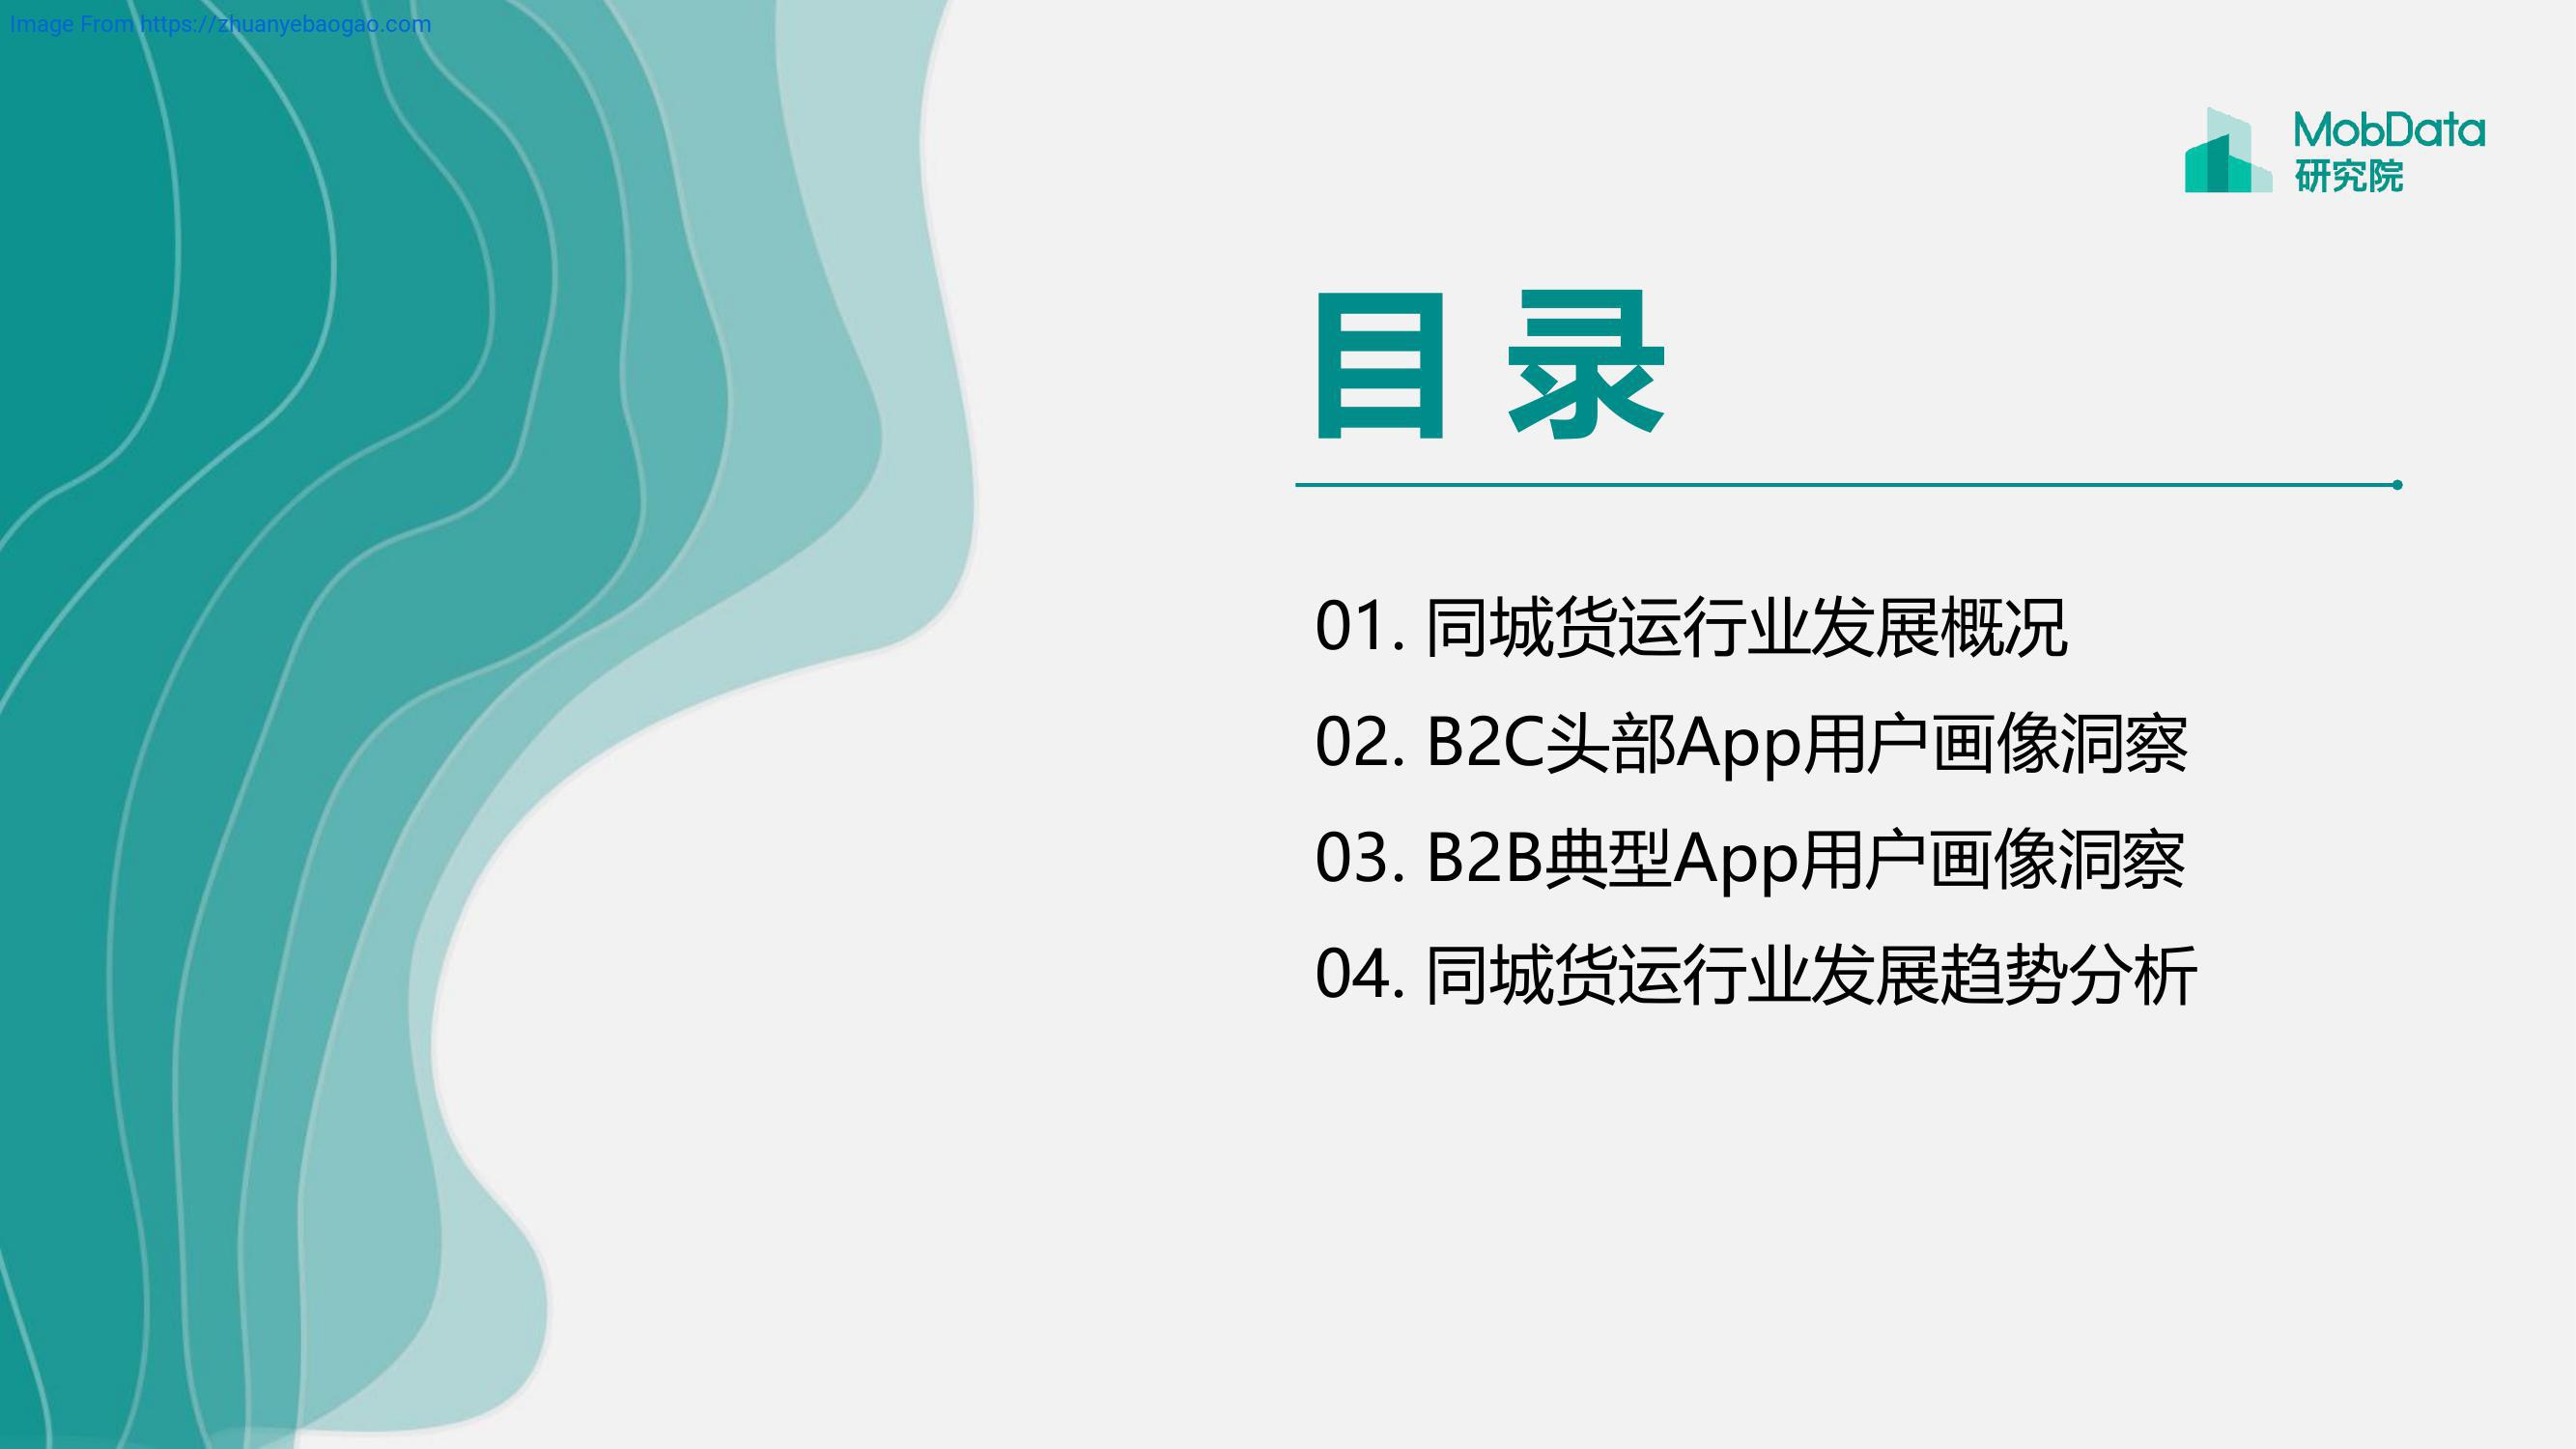 Image From https://zhuanyebaogao.com
MobData
研究院
目录
01. 同城货运行业发展概况
02. B2C头部App用户画像洞察
03. B2B典型App用户画像洞察
04. 同城货运行业发展趋势分析